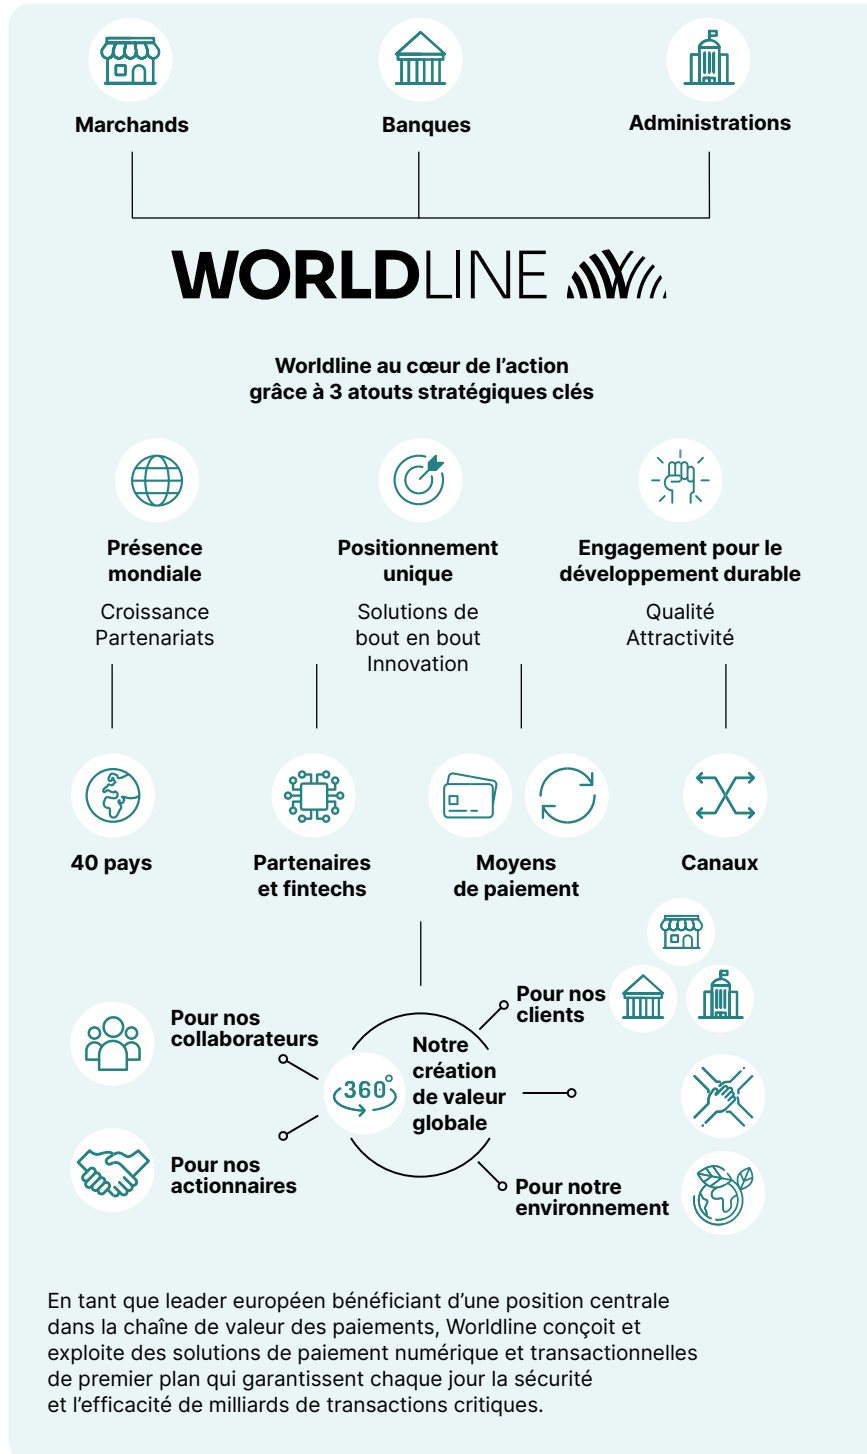 Marchands
Banques
Administrations
WORLDLINE
Worldline au cœur de l’action
grâce à 3 atouts stratégiques clés
Présence
mondiale
Croissance
Partenariats
Positionnement
unique
Solutions de
bout en bout
Innovation
Engagement pour le
développement durable
Qualité
Attractivité
40 pays
Partenaires
et fintechs
Moyens
de paiement
Canaux
Pour nos
collaborateurs
Pour nos
actionnaires
360°
Notre
création
de valeur
globale
Pour nos
clients
Pour notre
environnement
En tant que leader européen bénéficiant d’une position centrale
dans la chaîne de valeur des paiements, Worldline conçoit et
exploite des solutions de paiement numérique et transactionnelles
de premier plan qui garantissent chaque jour la sécurité
et l’efficacité de milliards de transactions critiques.